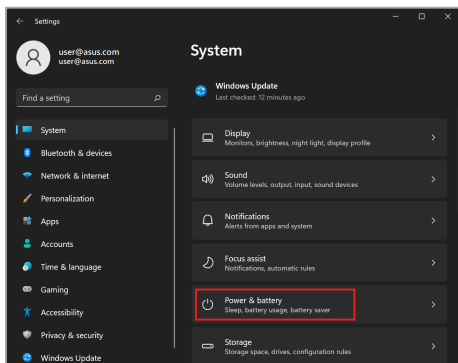 Settings
user@asus.com
user@asus.com
Find a setting
System
Bluetooth & devices
Network & internet
Personalization
Apps
Accounts
Time & language
Gaming
Accessibility
Privacy & security
Windows Update
System
Windows Update
Last checked: 12 minutes ago
Display
Monitors, brightness, night light, display profile
Sound
Volume levels, output, input, sound devices
Notifications
Alerts from apps and system
Focus assist
Notifications, automatic rules
Power & battery
Sleep, battery usage, battery saver
Storage
Storage space, drives, configuration rules